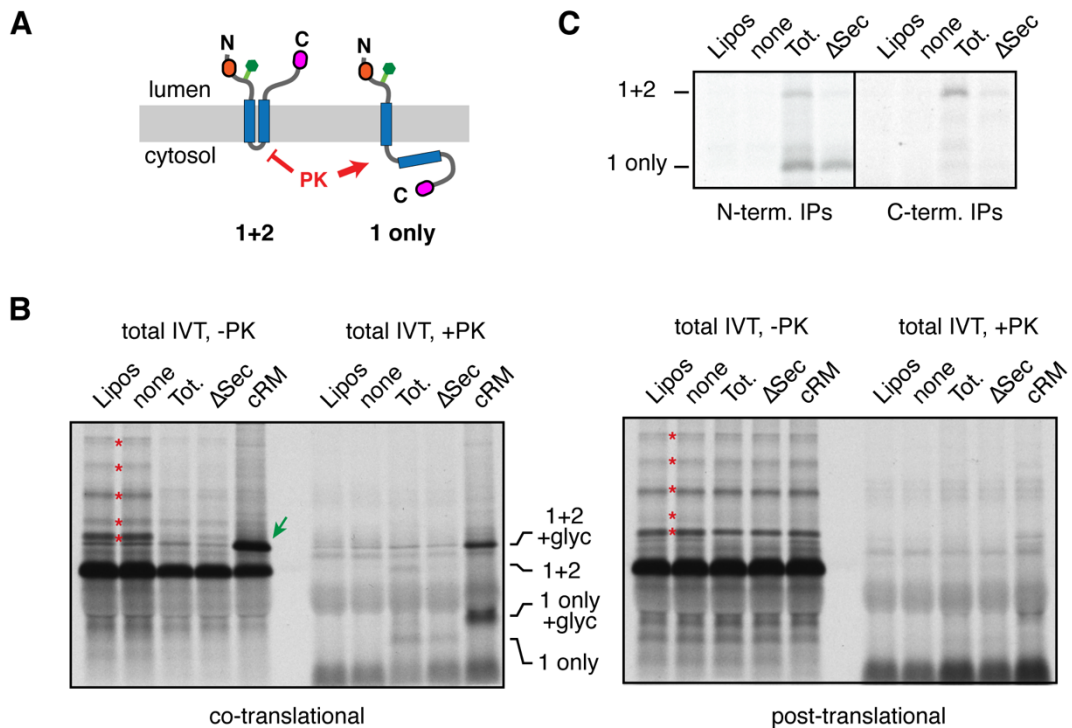 A
N
C
N
C
lumen
cytosol
PK
C
1+2
1 only
C
Lipos
none
Tot.
ΔSec
Lipos
none
Tot.
ΔSec
1+2
1 only
N-term. IPs
C-term. IPs
B
total IVT, -PK
total IVT, +PK
Lipos
none
Tot.
ΔSec
cRM
Lipos
none
Tot.
ΔSec
cRM
*
*
*
*
*
1+2
+glyc
1+2
1 only
+glyc
1 only
co-translational
total IVT, -PK
total IVT, +PK
Lipos
none
Tot.
ΔSec
cRM
Lipos
none
Tot.
ΔSec
cRM
*
*
*
*
*
post-translational